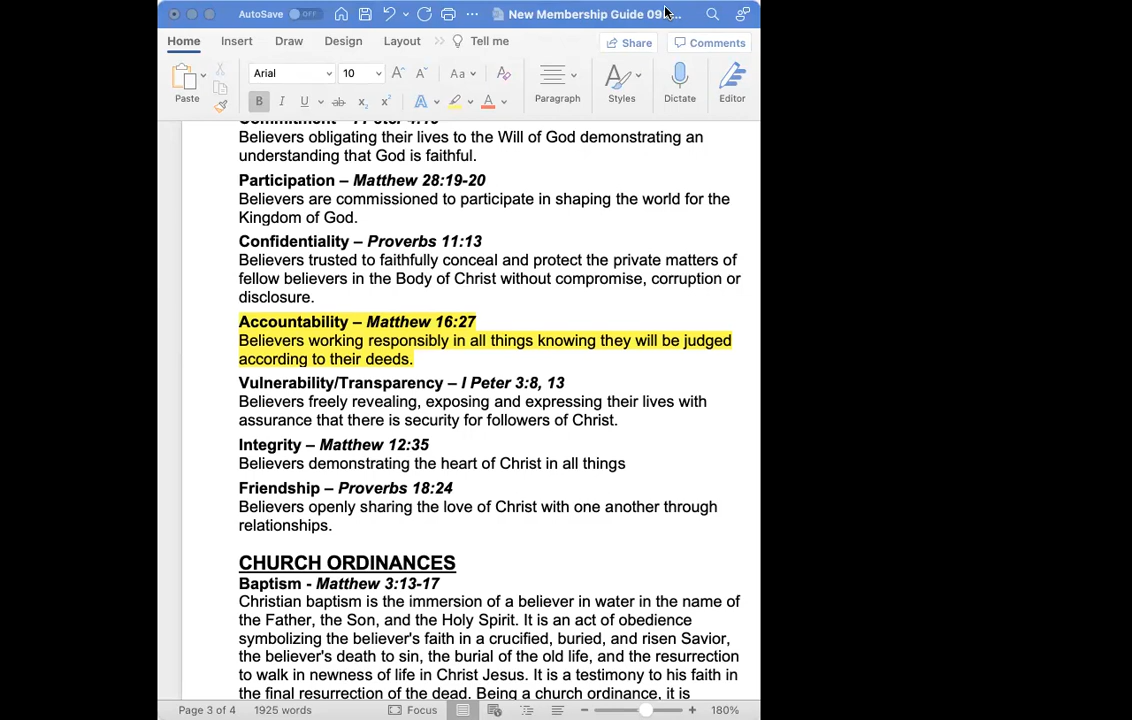 AutoSave OFF New Membership Guide 09...
Home Insert Draw Design Layout Tell me Share Comments
Arial 10 Aa
Paste B I U ab x₂ x² A A Paragraph Styles Dictate Editor
Believers obligating their lives to the Will of God demonstrating an
understanding that God is faithful.
Participation – Matthew 28:19-20
Believers are commissioned to participate in shaping the world for the
Kingdom of God.
Confidentiality – Proverbs 11:13
Believers trusted to faithfully conceal and protect the private matters of
fellow believers in the Body of Christ without compromise, corruption or
disclosure.
Accountability – Matthew 16:27
Believers working responsibly in all things knowing they will be judged
according to their deeds.
Vulnerability/Transparency – I Peter 3:8, 13
Believers freely revealing, exposing and expressing their lives with
assurance that there is security for followers of Christ.
Integrity – Matthew 12:35
Believers demonstrating the heart of Christ in all things
Friendship – Proverbs 18:24
Believers openly sharing the love of Christ with one another through
relationships.
CHURCH ORDINANCES
Baptism - Matthew 3:13-17
Christian baptism is the immersion of a believer in water in the name of
the Father, the Son, and the Holy Spirit. It is an act of obedience
symbolizing the believer's faith in a crucified, buried, and risen Savior,
the believer's death to sin, the burial of the old life, and the resurrection
to walk in newness of life in Christ Jesus. It is a testimony to his faith in
the final resurrection of the dead. Being a church ordinance, it is
Page 3 of 4 1925 words Focus 180%